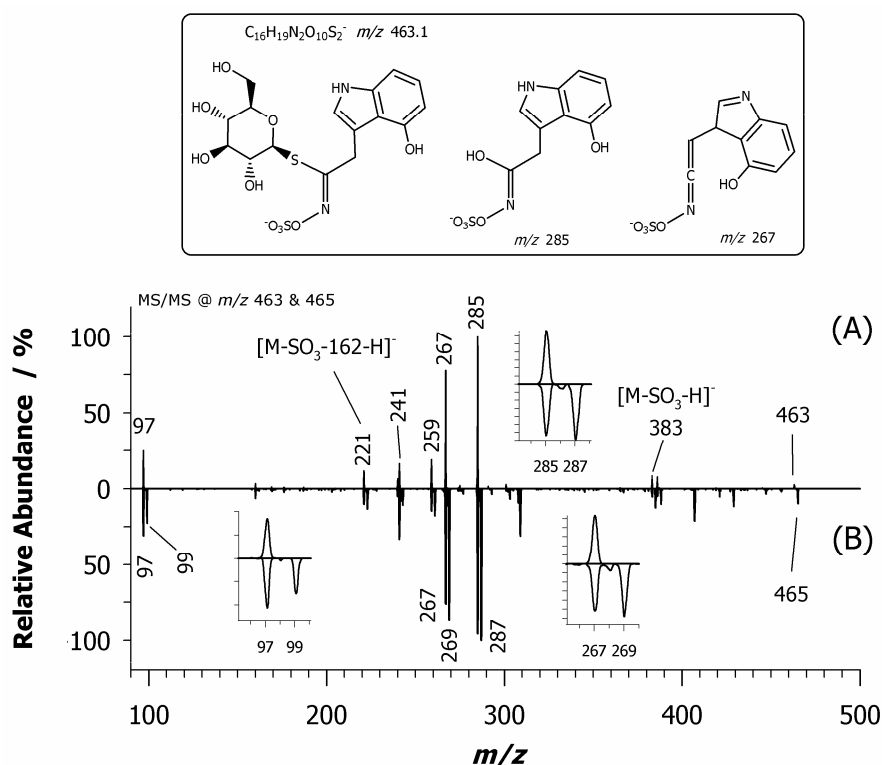 C₁₆H₁₉N₂O₁₀S₂⁻ m/z 463.1
HO
HO
HO
OH
O
S
HN
OH
N
⁻O₃SO
HN
HO
OH
N
⁻O₃SO
m/z 285
N
C
HO
N
⁻O₃SO
m/z 267
MS/MS @ m/z 463 & 465
(A)
[M-SO₃-162-H]⁻
[M-SO₃-H]⁻
97
221
241
259
267
285
383
463
285 287
(B)
97
99
267
269
287
465
97 99
267 269
Relative Abundance / %
100
50
0
50
100
100
200
300
400
500
m/z